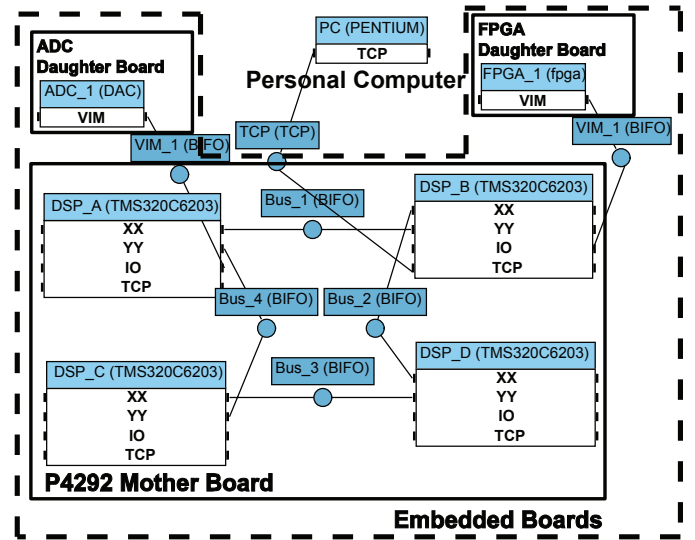 ADC
Daughter Board
ADC_1 (DAC)
VIM
PC (PENTIUM)
TCP
Personal Computer
FPGA
Daughter Board
FPGA_1 (fpga)
VIM
VIM_1 (BIFO)
TCP (TCP)
VIM_1 (BIFO)
DSP_A (TMS320C6203)
XX
YY
IO
TCP
Bus_1 (BIFO)
DSP_B (TMS320C6203)
XX
YY
IO
TCP
Bus_4 (BIFO)
Bus_2 (BIFO)
DSP_C (TMS320C6203)
XX
YY
IO
TCP
Bus_3 (BIFO)
DSP_D (TMS320C6203)
XX
YY
IO
TCP
P4292 Mother Board
Embedded Boards